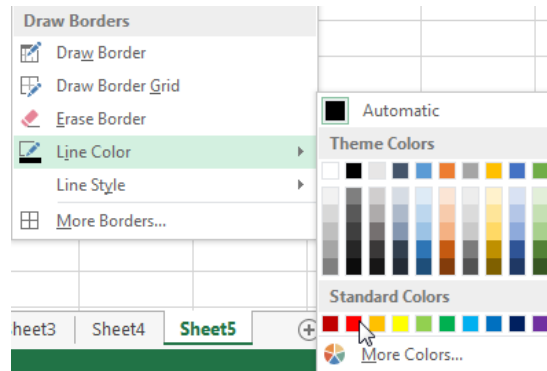 Draw Borders
Draw Border
Draw Border Grid
Erase Border
Line Color
Line Style
More Borders...
Automatic
Theme Colors
Standard Colors
More Colors...
heet3 Sheet4 Sheet5